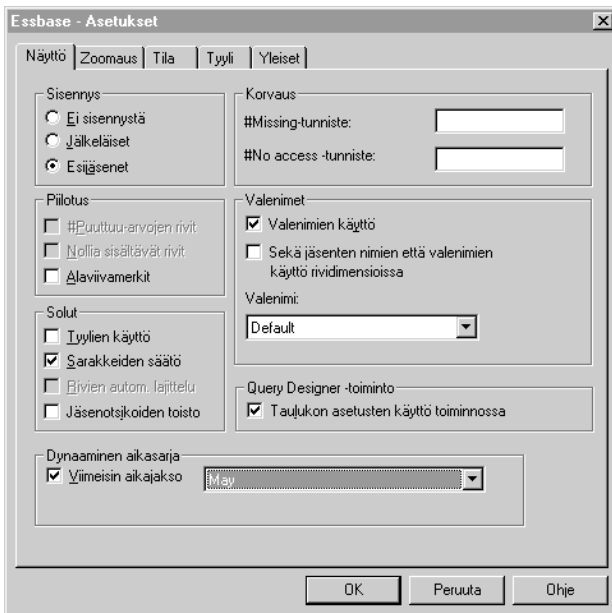 Essbase - Asetukset
Näyttö
Zoomaus
Tila
Tyyli
Yleiset
Sisennys
Ei sisennystä
Jälkeläiset
Esijäsenet
Korvaus
#Missing-tunniste:
#No access -tunniste:
Piilotus
#Puuttuu-arvojen rivit
Nollia sisältävät rivit
Alaviivamerkit
Valenimet
Valenimien käyttö
Sekä jäsenten nimien että valenimien
käyttö rividimensioissa
Valenimi:
Default
Solut
Tyylien käyttö
Sarakkeiden säätö
Rivien autom. lajittelu
Jäsenotsjkoiden toisto
Query Designer -toiminto
Taulukon asetusten käyttö toiminnossa
Dynaaminen aikasarja
Viimeisin aikajakso
May
OK
Peruuta
Ohje